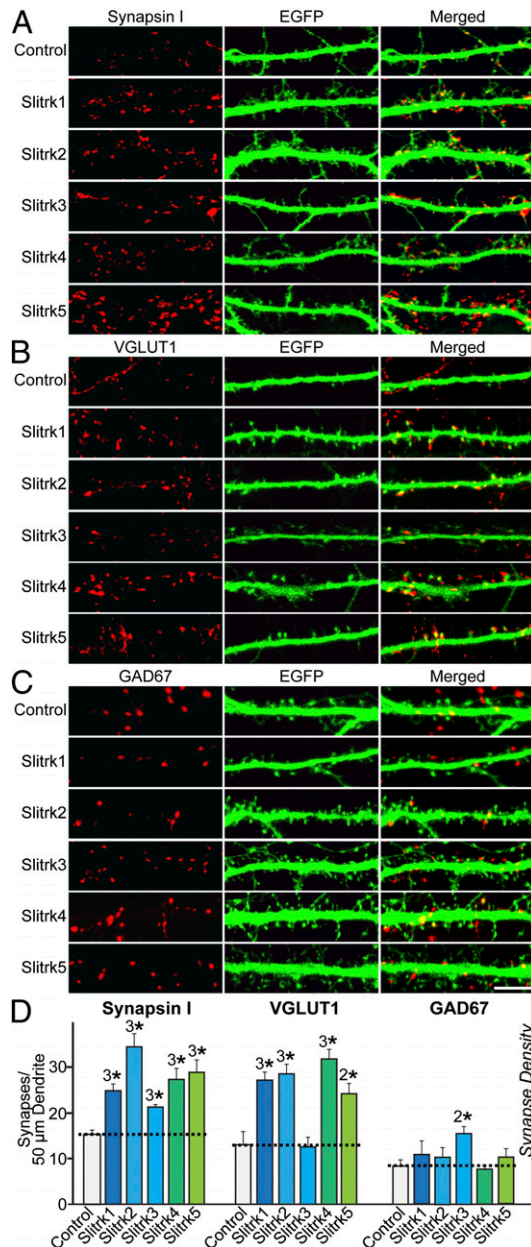 A
Synapsin I EGFP Merged
Control
Slitrk1
Slitrk2
Slitrk3
Slitrk4
Slitrk5
B
VGLUT1 EGFP Merged
Control
Slitrk1
Slitrk2
Slitrk3
Slitrk4
Slitrk5
C
GAD67 EGFP Merged
Control
Slitrk1
Slitrk2
Slitrk3
Slitrk4
Slitrk5
D
Synapsin I VGLUT1 GAD67
Synapses/
50 µm Dendrite
30
20
10
0
3* 3* 3* 3* 3*
3* 3* 3* 2*
2*
Synapse Density
Control Slitrk1 Slitrk2 Slitrk3 Slitrk4 Slitrk5
Control Slitrk1 Slitrk2 Slitrk3 Slitrk4 Slitrk5
Control Slitrk1 Slitrk2 Slitrk3 Slitrk4 Slitrk5